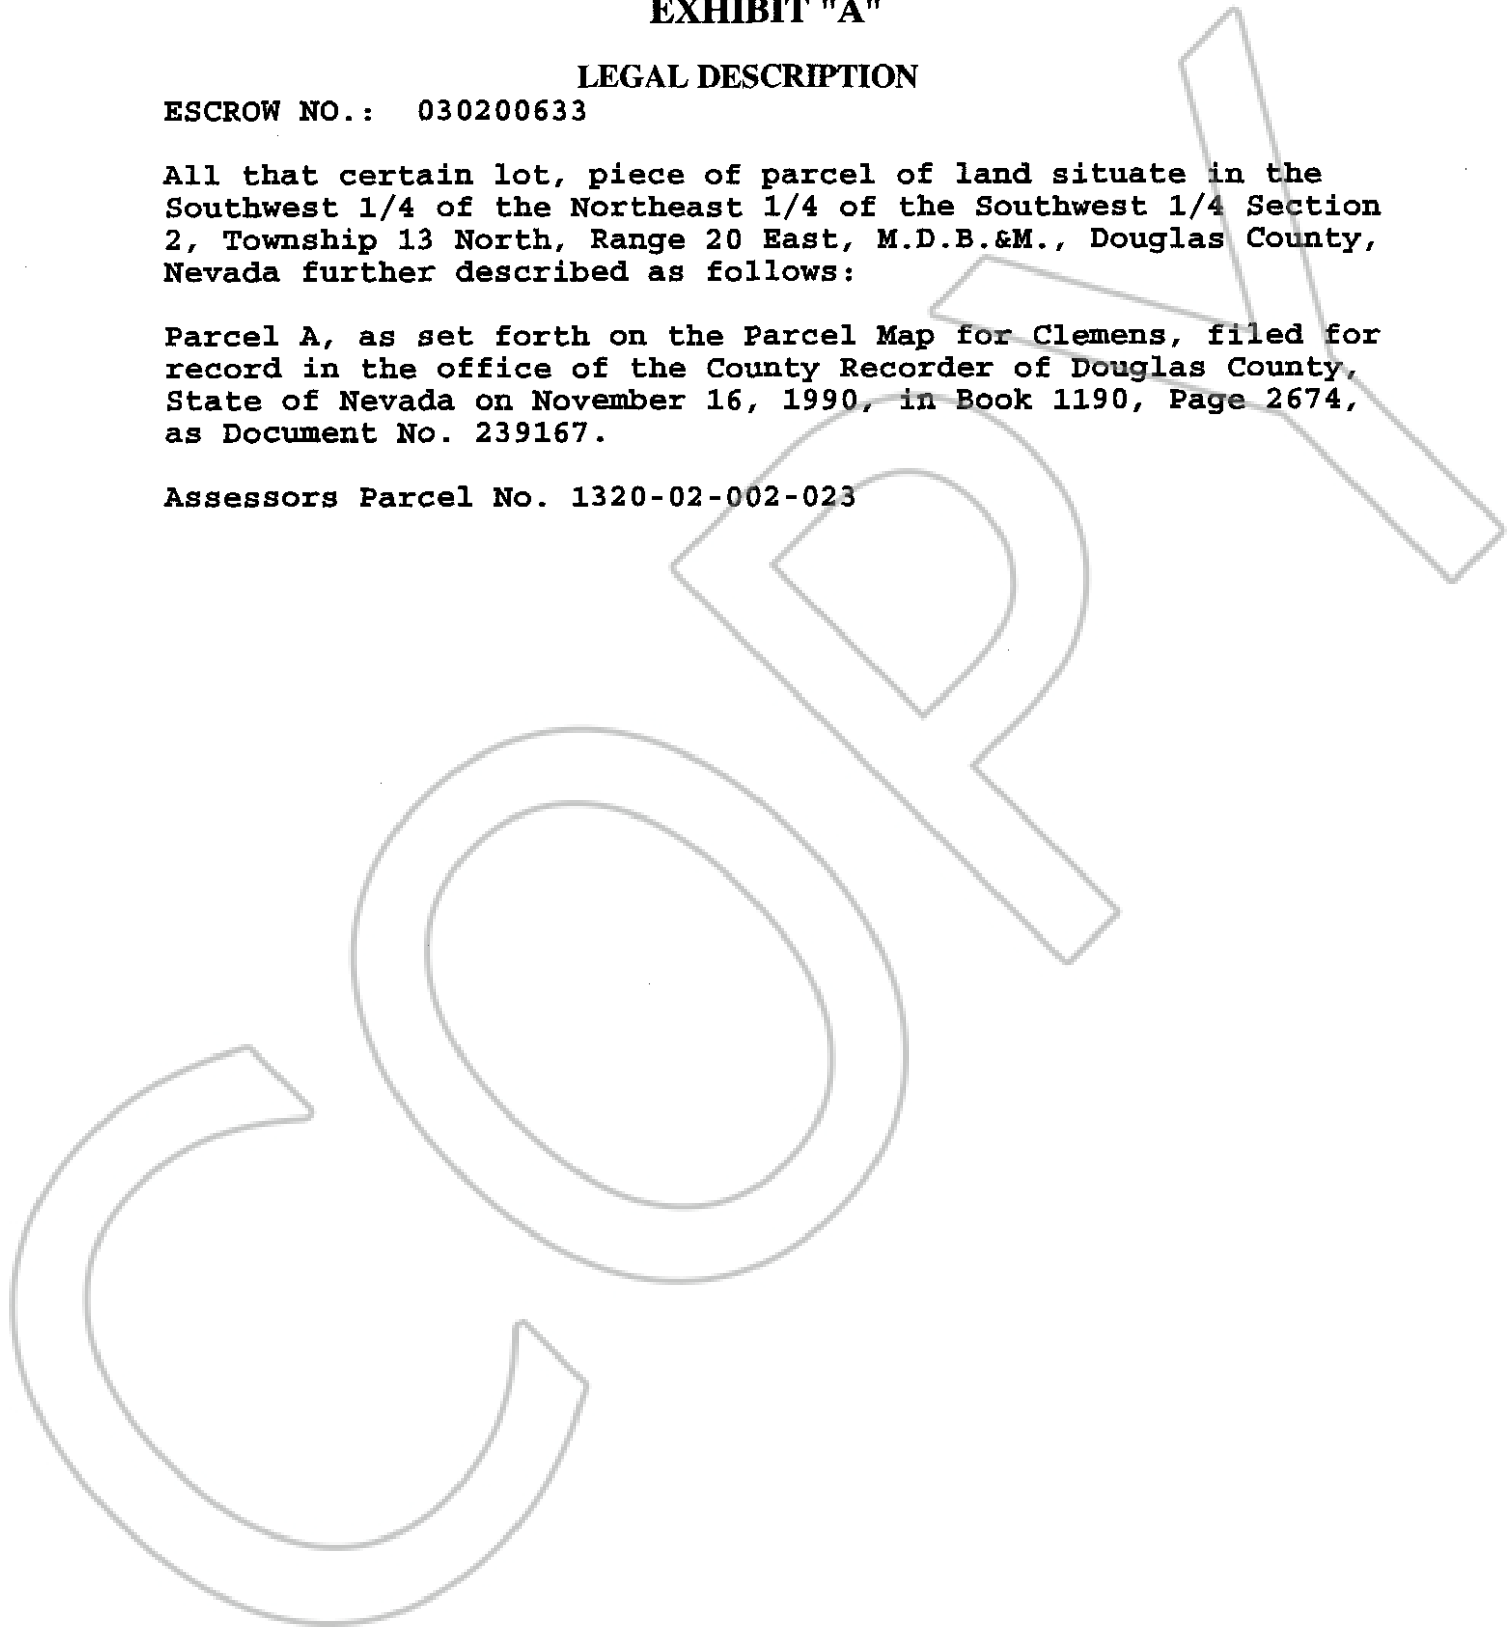 EXHIBIT "A"
LEGAL DESCRIPTION
ESCROW NO.: 030200633
All that certain lot, piece of parcel of land situate in the
Southwest 1/4 of the Northeast 1/4 of the Southwest 1/4 Section
2, Township 13 North, Range 20 East, M.D.B.&M., Douglas County,
Nevada further described as follows:
Parcel A, as set forth on the Parcel Map for Clemens, filed for
record in the office of the County Recorder of Douglas County,
State of Nevada on November 16, 1990, in Book 1190, Page 2674,
as Document No. 239167.
Assessors Parcel No. 1320-02-002-023
COPY